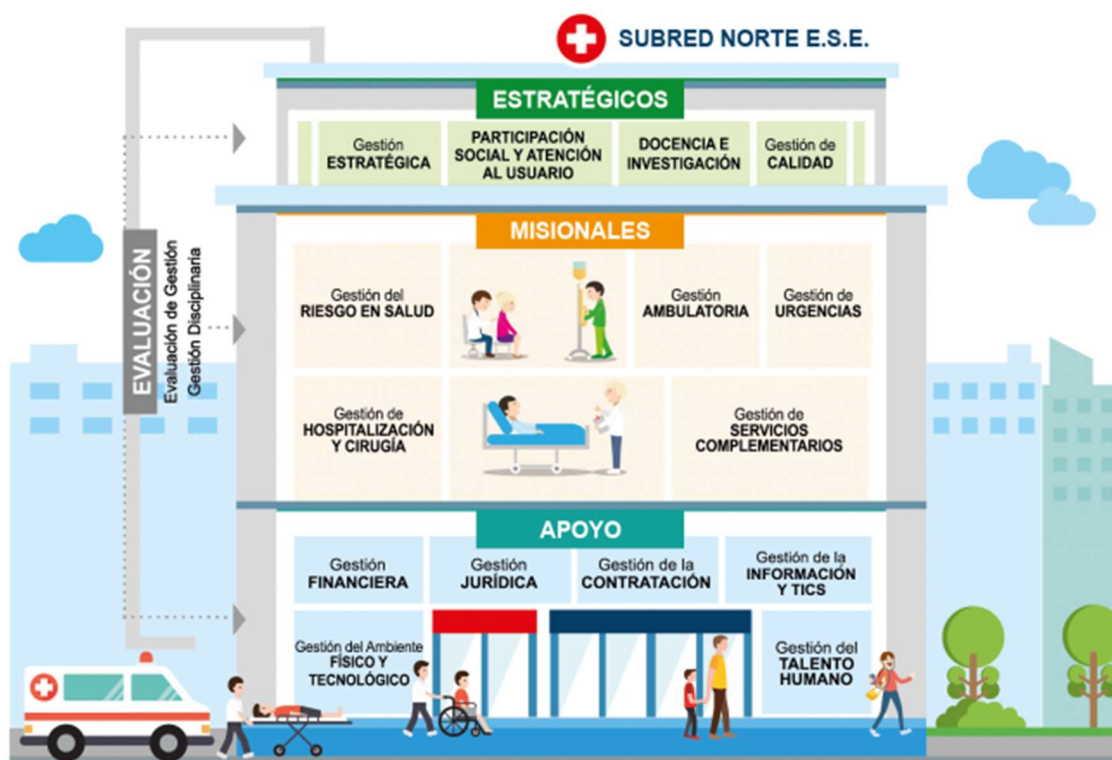 SUBRED NORTE E.S.E.
ESTRATÉGICOS
Gestión
ESTRATÉGICA
PARTICIPACIÓN
SOCIAL Y ATENCIÓN
AL USUARIO
DOCENCIA E
INVESTIGACIÓN
Gestión de
CALIDAD
EVALUACIÓN
Evaluación de Gestión
Gestión Disciplinaria
MISIONALES
Gestión del
RIESGO EN SALUD
Gestión
AMBULATORIA
Gestión de
URGENCIAS
Gestión de
HOSPITALIZACIÓN
Y CIRUGÍA
Gestión de
SERVICIOS
COMPLEMENTARIOS
APOYO
Gestión
FINANCIERA
Gestión
JURÍDICA
Gestión de la
CONTRATACIÓN
Gestión de la
INFORMACIÓN
Y TICS
Gestión del Ambiente
FÍSICO Y
TECNOLÓGICO
Gestión del
TALENTO
HUMANO